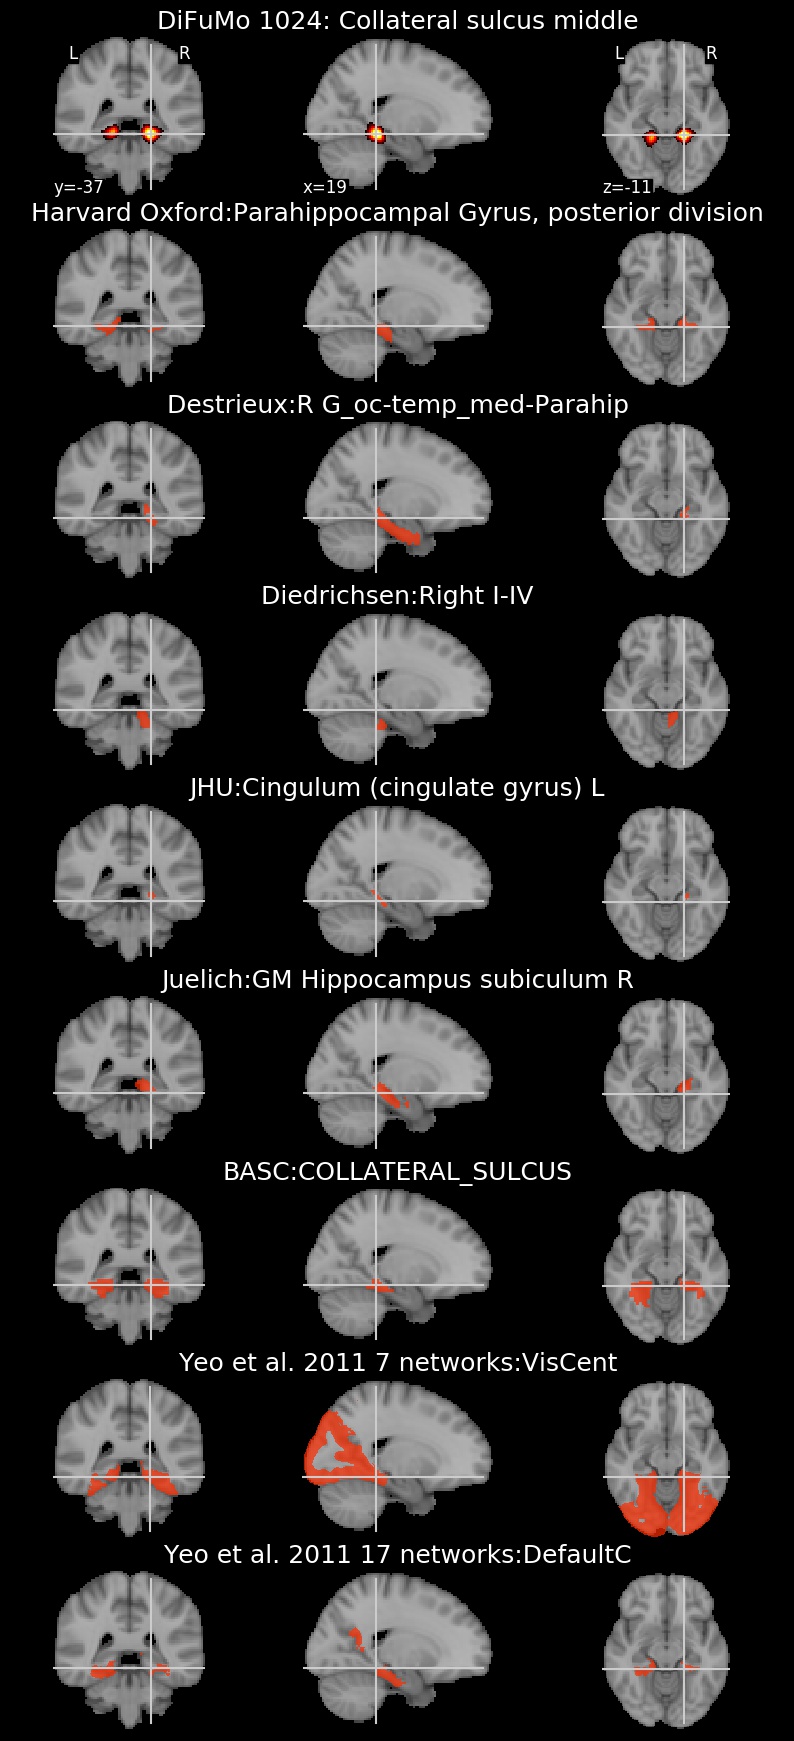 DiFuMo 1024: Collateral sulcus middle
L R L R
y=-37 x=19 z=-11
Harvard Oxford:Parahippocampal Gyrus, posterior division
Destrieux:R G_oc-temp_med-Parahip
Diedrichsen:Right I-IV
JHU:Cingulum (cingulate gyrus) L
Juelich:GM Hippocampus subiculum R
BASC:COLLATERAL_SULCUS
Yeo et al. 2011 7 networks:VisCent
Yeo et al. 2011 17 networks:DefaultC